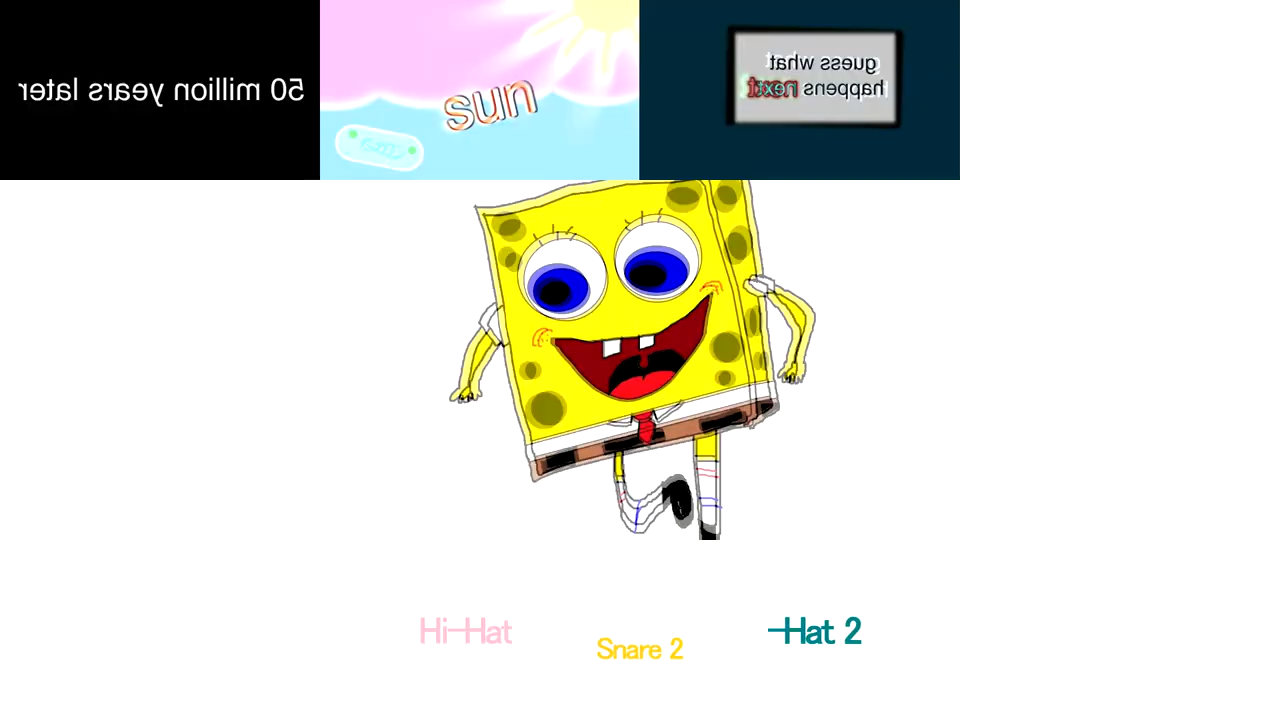 50 million years later
sun
guess what
happens next
Hi-Hat
Snare 2
-Hat 2